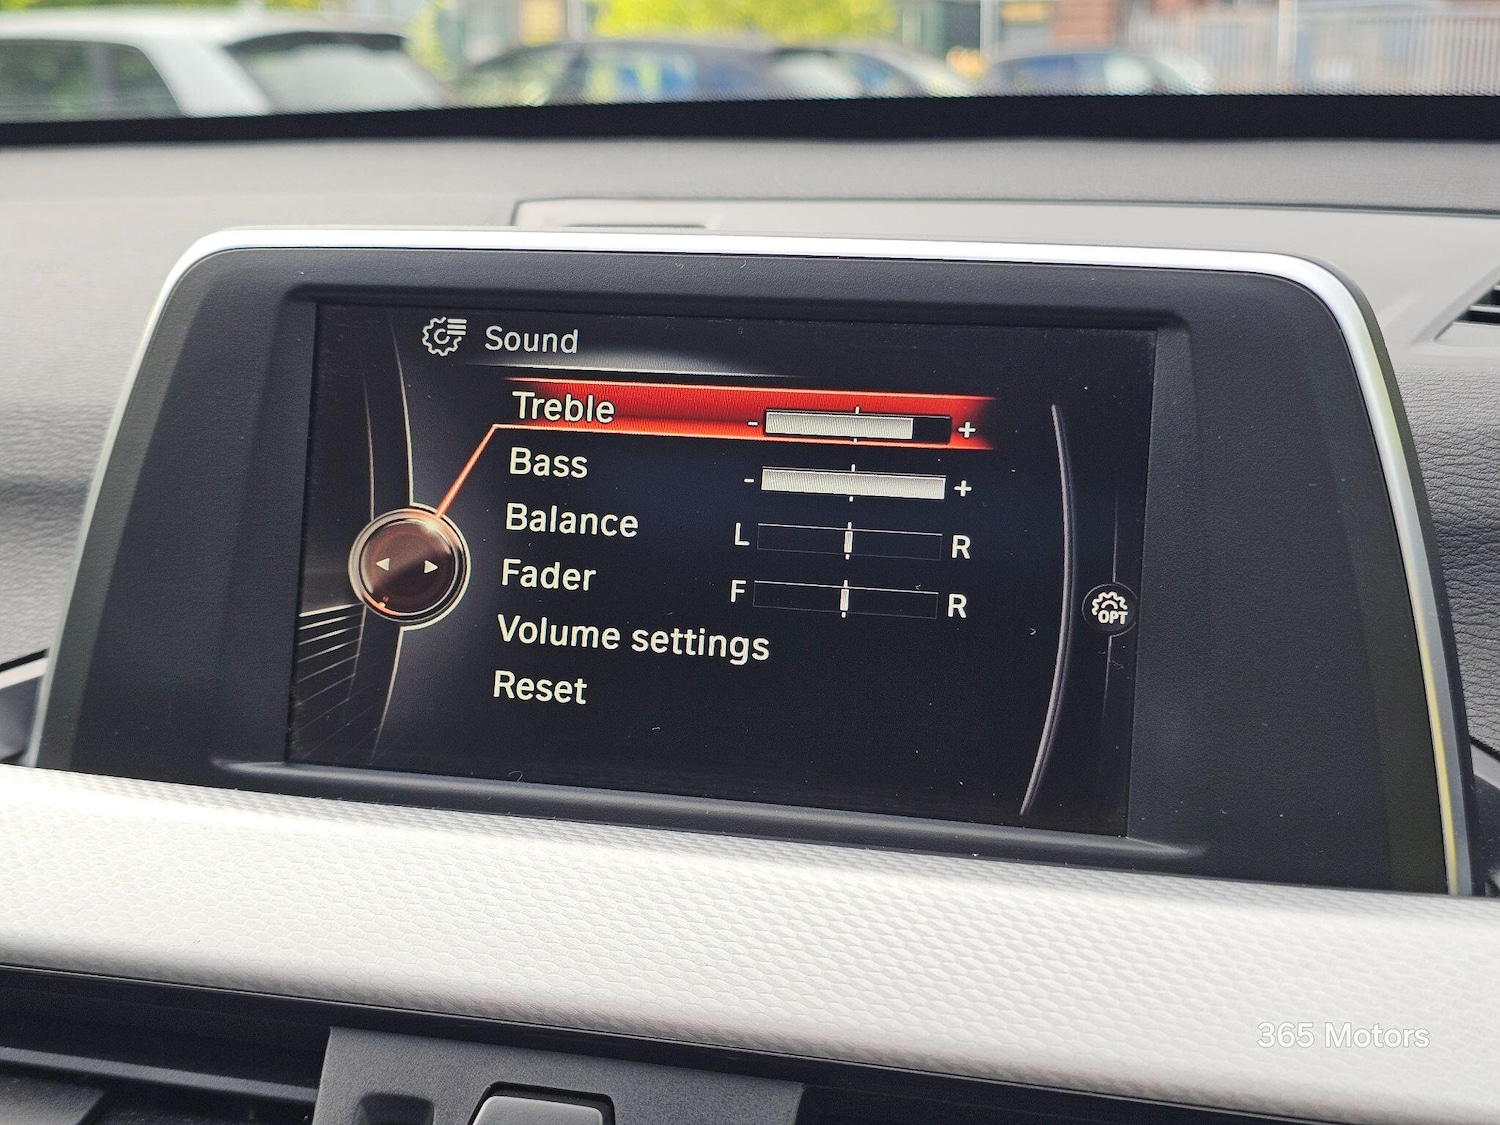 Sound
Treble - +
Bass - +
Balance L R
Fader F R
Volume settings
Reset
OPT
365 Motors